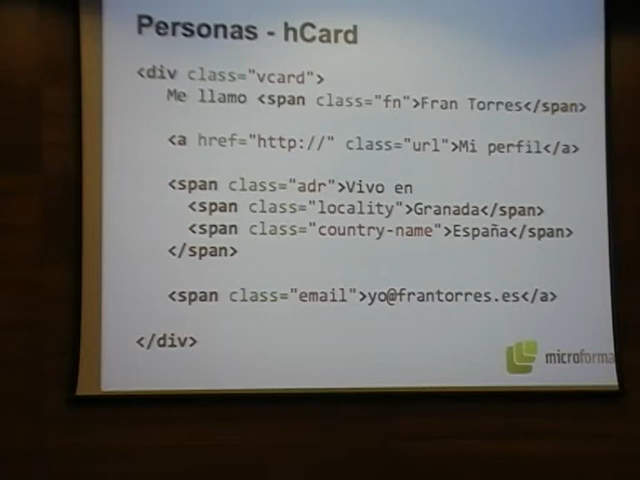 Personas - hCard
<div class="vcard">
Me llamo <span class="fn">Fran Torres</span>
<a href="http://" class="url">Mi perfil</a>
<span class="adr">Vivo en
<span class="locality">Granada</span>
<span class="country-name">España</span>
</span>
<span class="email">yo@frantorres.es</a>
</div>
microforma